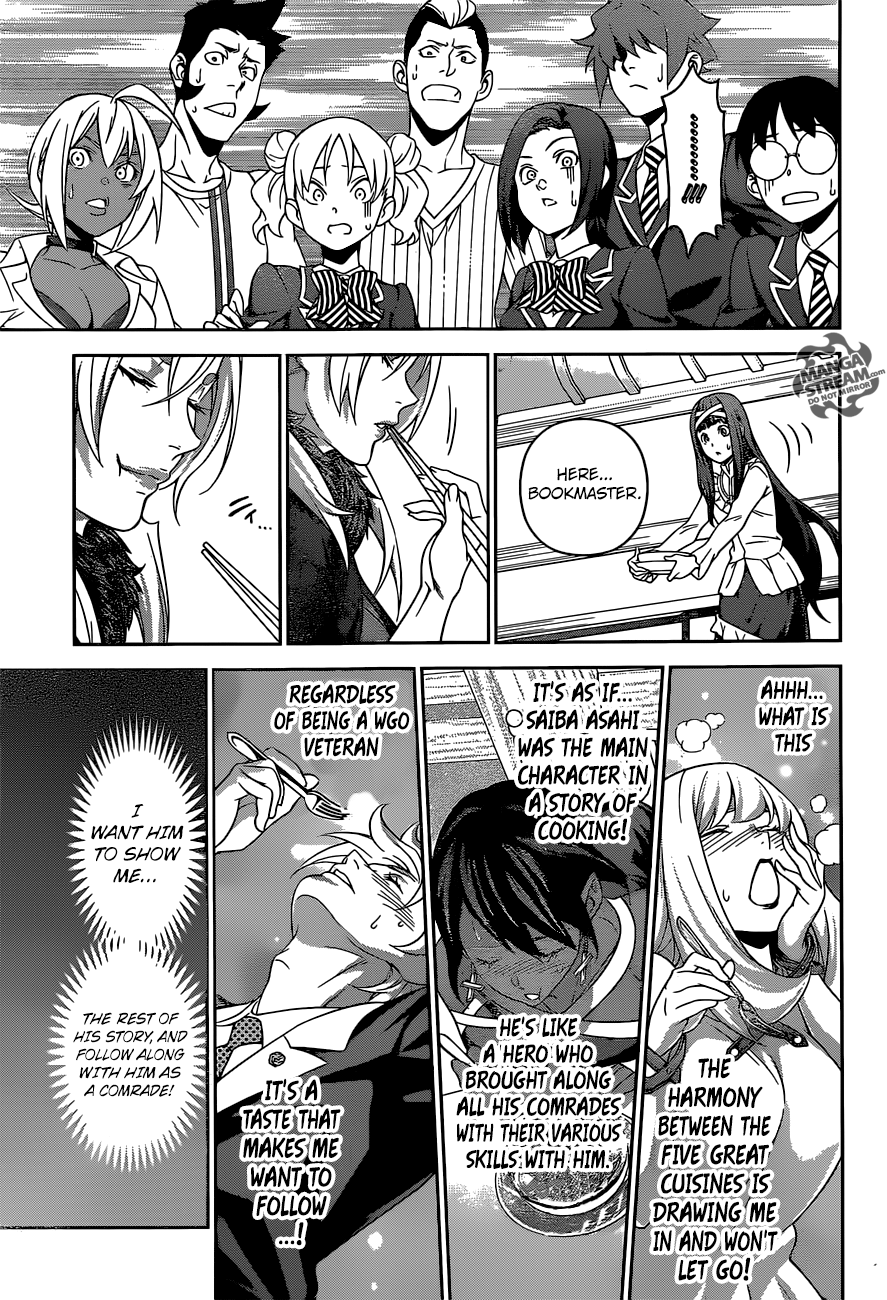 ..........!!!
MANGA
STREAM.com
DO NOT MIRROR!
HERE...
BOOKMASTER.
スッ...
AHHH...
WHAT IS
THIS
THE
HARMONY
BETWEEN THE
FIVE GREAT
CUISINES IS
DRAWING ME
IN AND WON'T
LET GO!
IT'S AS IF...
SAIBA ASAHI
WAS THE MAIN
CHARACTER IN
A STORY OF
COOKING!
HE'S LIKE
A HERO WHO
BROUGHT ALONG
ALL HIS COMRADES
WITH THEIR VARIOUS
SKILLS WITH HIM.
REGARDLESS
OF BEING A WGO
VETERAN
IT'S A
TASTE THAT
MAKES ME
WANT TO
FOLLOW
...!
I
WANT HIM
TO SHOW
ME...
THE REST OF
HIS STORY, AND
FOLLOW ALONG
WITH HIM AS
A COMRADE!